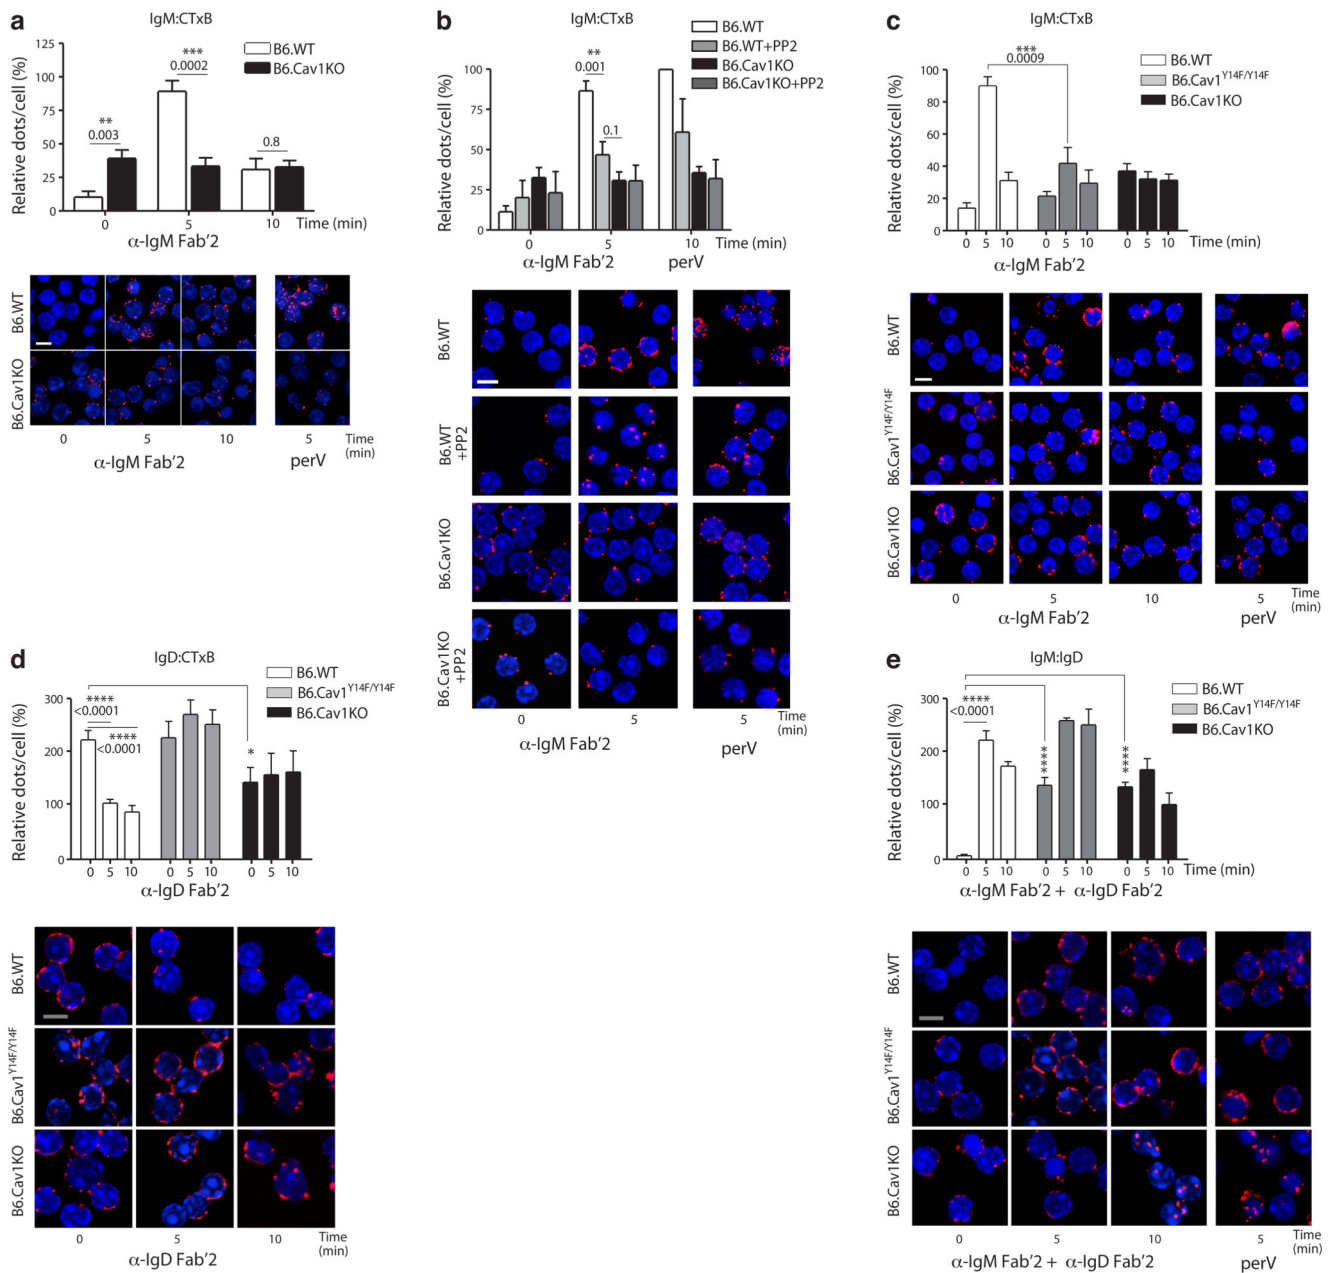 a
IgM:CTxB
B6.WT
B6.Cav1KO
Relative dots/cell (%)
125
100
75
50
25
0
**
0.003
***
0.0002
0.8
0 5 10 Time (min)
α-IgM Fab'2
B6.WT
B6.Cav1KO
0 5 10 5 Time (min)
α-IgM Fab'2 perV
b
IgM:CTxB
B6.WT
B6.WT+PP2
B6.Cav1KO
B6.Cav1KO+PP2
Relative dots/cell (%)
100
75
50
25
0
**
0.001
0.1
0 5 10 Time (min)
α-IgM Fab'2 perV
B6.WT
B6.WT +PP2
B6.Cav1KO
B6.Cav1KO +PP2
0 5 5 Time (min)
α-IgM Fab'2 perV
c
IgM:CTxB
B6.WT
B6.Cav1Y14F/Y14F
B6.Cav1KO
Relative dots/cell (%)
100
80
60
40
20
0
***
0.0009
0 5 10 0 5 10 0 5 10 Time (min)
α-IgM Fab'2
B6.WT
B6.Cav1Y14F/Y14F
B6.Cav1KO
0 5 10 5 Time (min)
α-IgM Fab'2 perV
d
IgD:CTxB
B6.WT
B6.Cav1Y14F/Y14F
B6.Cav1KO
Relative dots/cell (%)
300
200
100
0
****
<0.0001
****
<0.0001
*
0 5 10 0 5 10 0 5 10
α-IgD Fab'2
B6.WT
B6.Cav1Y14F/Y14F
B6.Cav1KO
0 5 10 Time (min)
α-IgD Fab'2
e
IgM:IgD
B6.WT
B6.Cav1Y14F/Y14F
B6.Cav1KO
Relative dots/cell (%)
300
200
100
0
****
<0.0001
****
****
0 5 10 0 5 10 0 5 10 Time (min)
α-IgM Fab'2 + α-IgD Fab'2
B6.WT
B6.Cav1Y14F/Y14F
B6.Cav1KO
0 5 10 5 Time (min)
α-IgM Fab'2 + α-IgD Fab'2 perV